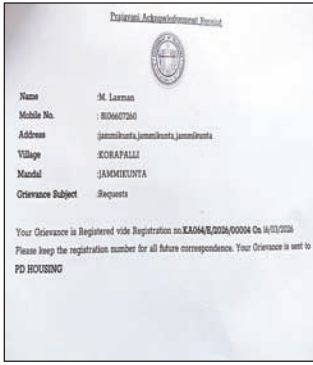 Prajavani Acknowledgement Receipt
Name :M. Laxman
Mobile No. : 8106607260
Address :jammikunta,jammikunta,jammikunta
Village :KORAPALLI
Mandal :JAMMIKUNTA
Grievance Subject :Requests
Your Grievance is Registered vide Registration no.KA064/E/2026/00004 On 16/03/2026
Please keep the registration number for all future correspondence. Your Grievance is sent to
PD HOUSING